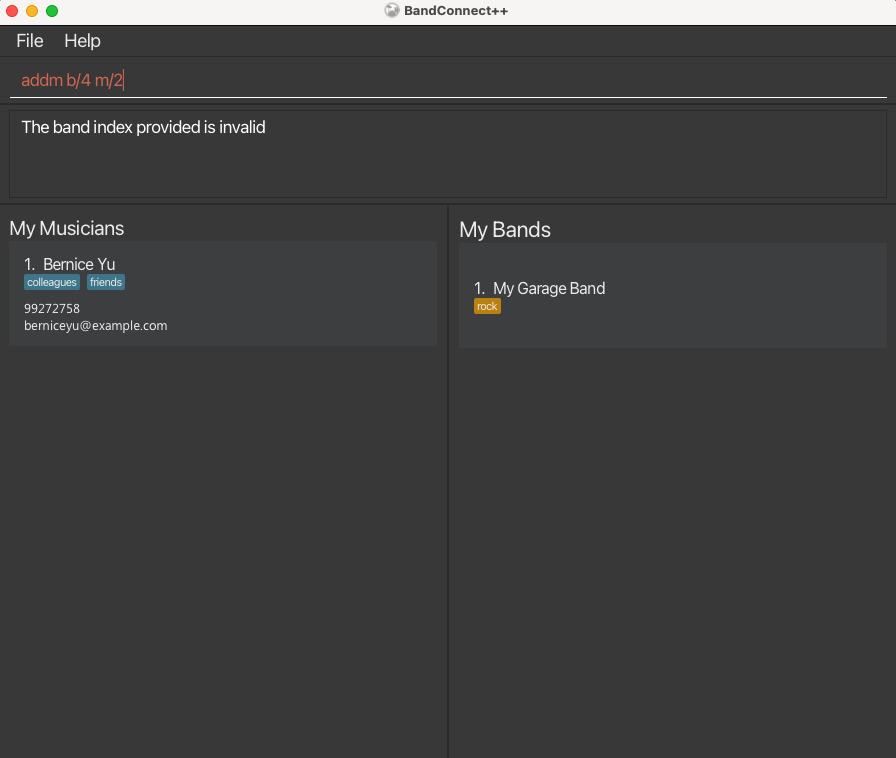 BandConnect++
File Help
addm b/4 m/2
The band index provided is invalid
My Musicians
1. Bernice Yu
colleagues friends
99272758
berniceyu@example.com
My Bands
1. My Garage Band
rock